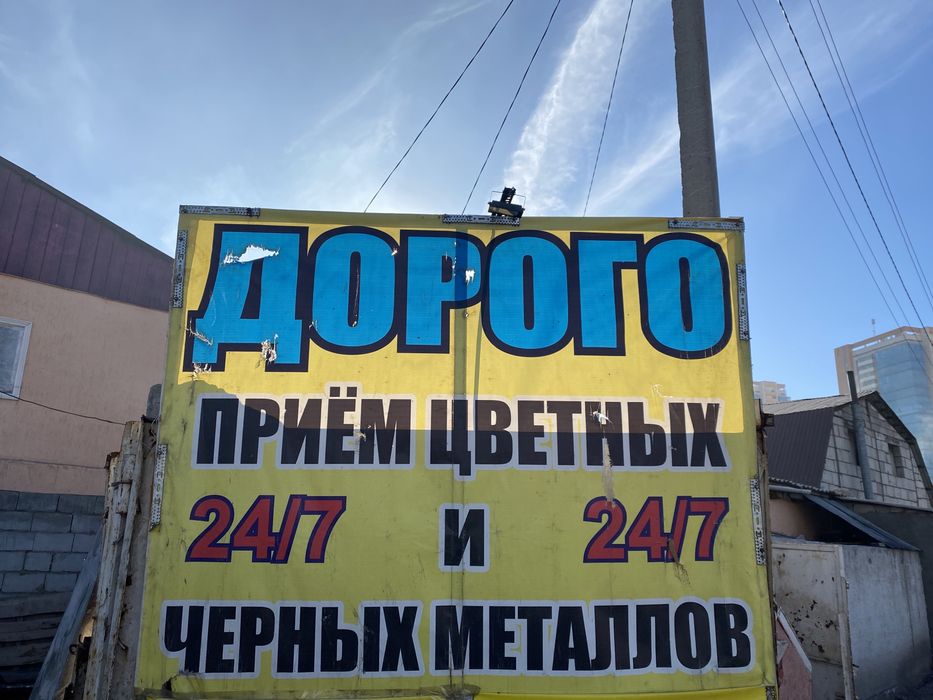 ДОРОГО
ПРИЁМ ЦВЕТНЫХ
24/7 И 24/7
ЧЕРНЫХ МЕТАЛЛОВ